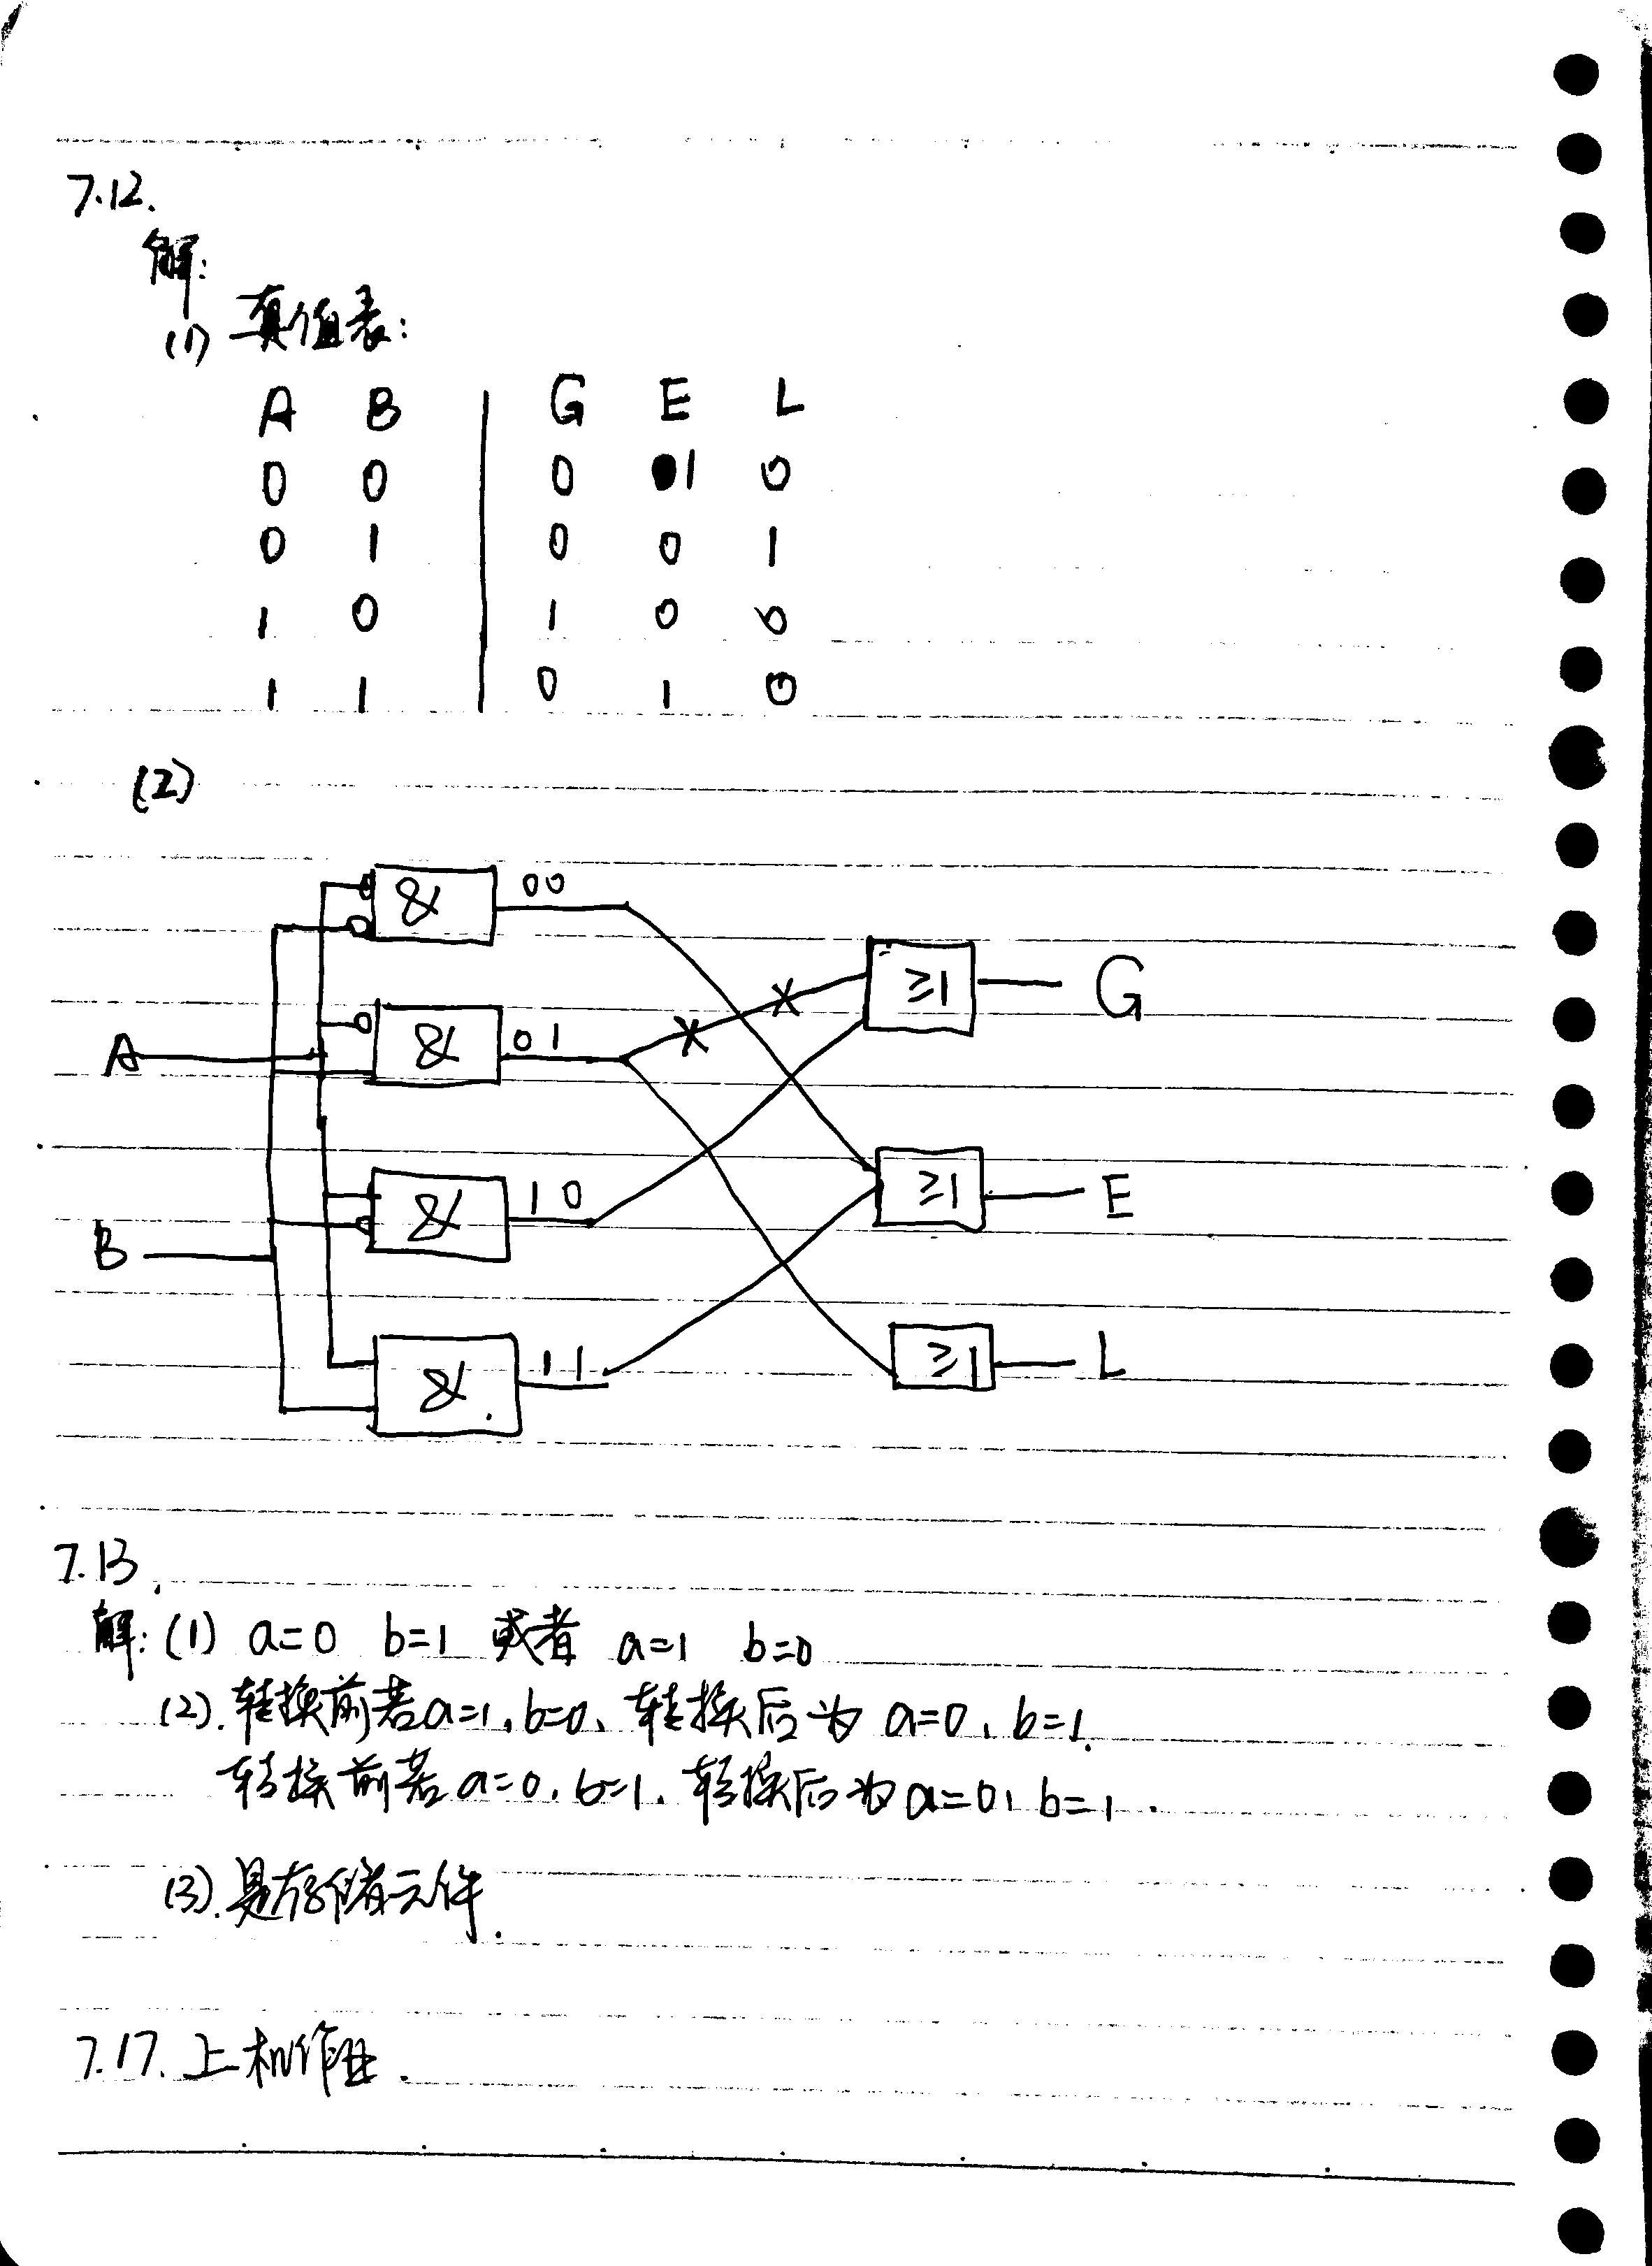 7.12.
解:
(1) 真值表:
A B G E L
0 0 0 1 0
0 1 0 0 1
1 0 1 0 0
1 1 0 1 0
(2)
& 00
≥1 G
A & 01
& 10 ≥1 E
B
& 11 ≥1 L
7.13.
解: (1) a=0 b=1 或者 a=1 b=0
(2). 转换前若a=1, b=0, 转换后为 a=0, b=1.
转换前若 a=0, b=1, 转换后为 a=0, b=1.
(3). 是存储元件.
7.17. 上机作业.